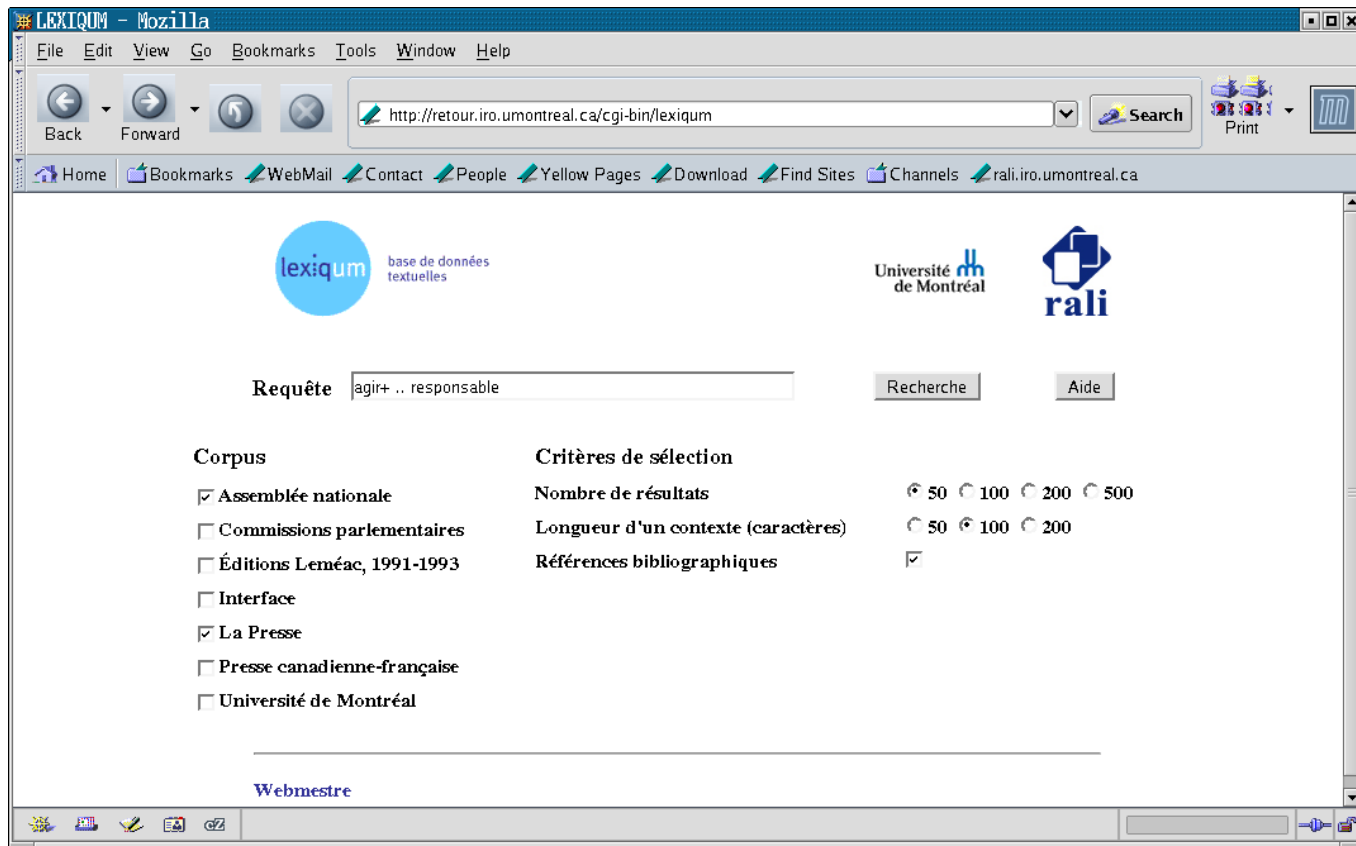 LEXIQUM - Mozilla
File Edit View Go Bookmarks Tools Window Help
Back Forward http://retour.iro.umontreal.ca/cgi-bin/lexiqum Search Print
Home Bookmarks WebMail Contact People Yellow Pages Download Find Sites Channels rali.iro.umontreal.ca
lexiqum base de données
textuelles
Université
de Montréal
rali
Requête agir+ .. responsable Recherche Aide
Corpus Critères de sélection
Assemblée nationale Nombre de résultats 50 100 200 500
Commissions parlementaires Longueur d'un contexte (caractères) 50 100 200
Éditions Leméac, 1991-1993 Références bibliographiques
Interface
La Presse
Presse canadienne-française
Université de Montréal
Webmestre